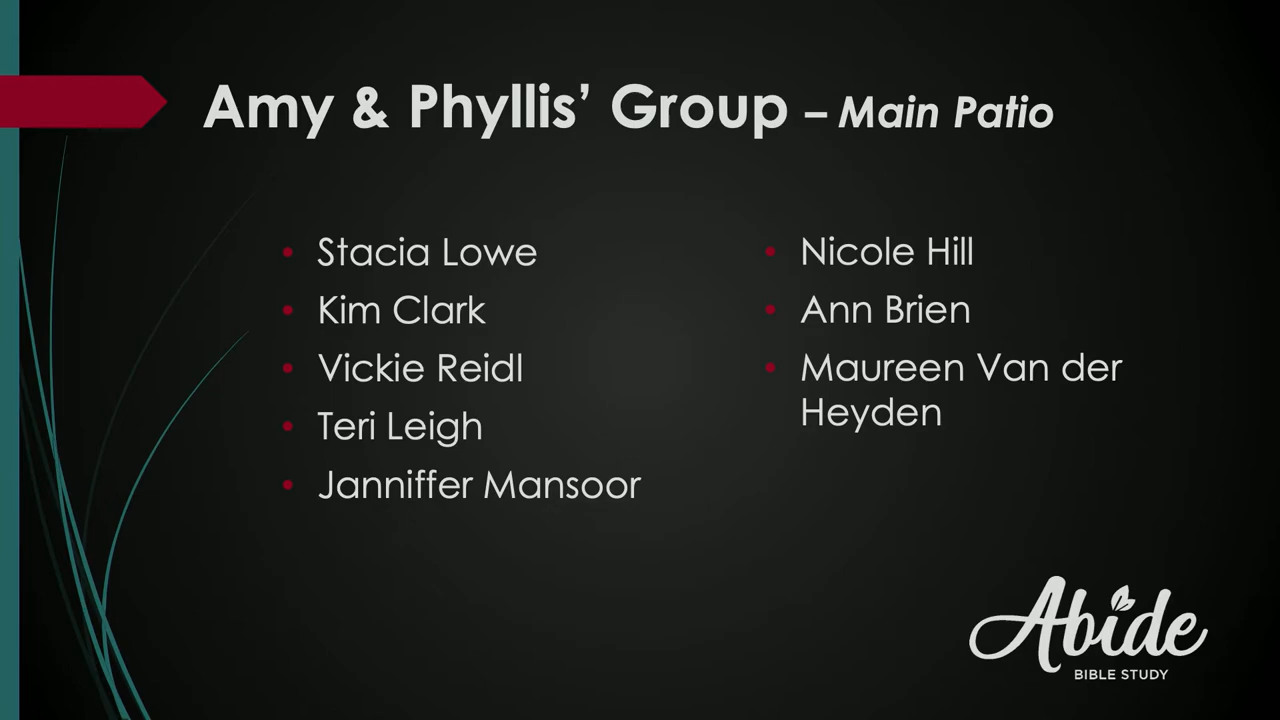 Amy & Phyllis’ Group – Main Patio
Stacia Lowe
Kim Clark
Vickie Reidl
Teri Leigh
Janniffer Mansoor
Nicole Hill
Ann Brien
Maureen Van der
Heyden
Abide
BIBLE STUDY